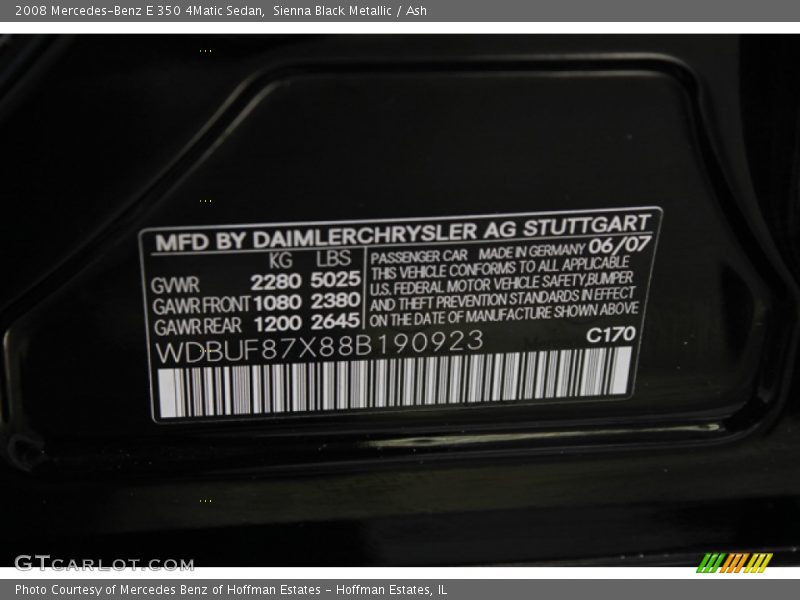 2008 Mercedes-Benz E 350 4Matic Sedan,  Sienna Black Metallic / Ash
MFD BY DAIMLERCHRYSLER AG STUTTGART
KG LBS
GVWR 2280 5025
GAWR FRONT 1080 2380
GAWR REAR 1200 2645
PASSENGER CAR MADE IN GERMANY 06/07
THIS VEHICLE CONFORMS TO ALL APPLICABLE
U.S. FEDERAL MOTOR VEHICLE SAFETY,BUMPER
AND THEFT PREVENTION STANDARDS IN EFFECT
ON THE DATE OF MANUFACTURE SHOWN ABOVE
WDBUF87X88B190923
C170
GTCARLOT.COM
Photo Courtesy of Mercedes Benz of Hoffman Estates - Hoffman Estates, IL